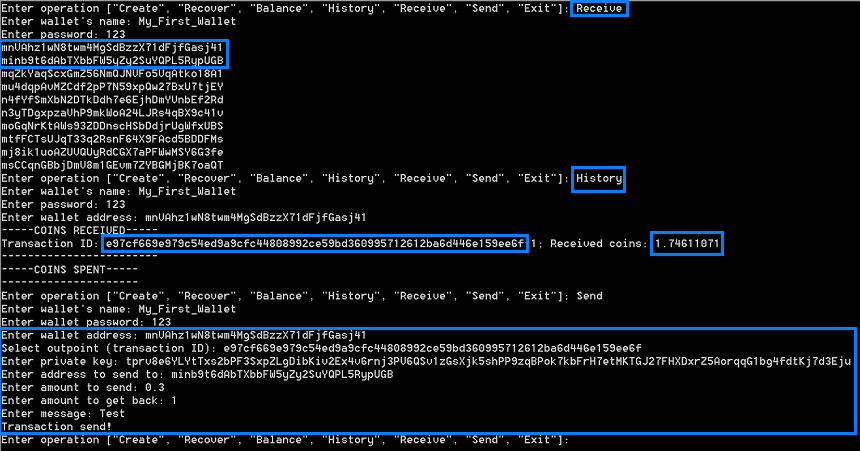 Enter operation ["Create", "Recover", "Balance", "History", "Receive", "Send", "Exit"]: Receive
Enter wallet's name: My_First_Wallet
Enter password: 123
mnVAhz1wN8twm4MgSdBzzX71dFjfGasj41
minb9t6dAbTXbbFW5yZy2SuYQPL5RypUGB
mqZkYaqScxGmZ56NmQJNVFo5VqAtko18A1
mu4dqpAvMZCdf2pP7N59xpQw27BxU7tjEY
n4fYfSmXbN2DTkDdh7e6EjhDmYVnbEf2Rd
n3yTDgxpzaVhP9mkWoA24LJRs4qBX9c41v
moGqNrKtAWs93ZDDnscHSbDdjrUgWfxUBS
mtfFCTsUJqT33q2RsnF64X9FAcd5BDDFMs
mj8ik1uoAZUVQUyRdCGX7aPFWwMSY6G3fe
msCCqnGBbjDmV8m1GEvm7ZYBGMjBK7oaQT
Enter operation ["Create", "Recover", "Balance", "History", "Receive", "Send", "Exit"]: History
Enter wallet's name: My_First_Wallet
Enter password: 123
Enter wallet address: mnVAhz1wN8twm4MgSdBzzX71dFjfGasj41
-----COINS RECEIVED-----
Transaction ID: e97cf669e979c54ed9a9cfc44808992ce59bd360995712612ba6d446e159ee6f-1; Received coins: 1.74611071
------------------------
-----COINS SPENT-----
---------------------
Enter operation ["Create", "Recover", "Balance", "History", "Receive", "Send", "Exit"]: Send
Enter wallet's name: My_First_Wallet
Enter wallet password: 123
Enter wallet address: mnVAhz1wN8twm4MgSdBzzX71dFjfGasj41
Select outpoint (transaction ID): e97cf669e979c54ed9a9cfc44808992ce59bd360995712612ba6d446e159ee6f
Enter private key: tprv8e6YLYtTxs2bPF3SxpZLgDibKiv2Ex4v6rnj3PV6QSv1zGsXjk5shPP9zqBPok7kbFrH7etMKTGJ27FHXDxrZ5AorqqG1bg4fdtKj7d3Eju
Enter address to send to: minb9t6dAbTXbbFW5yZy2SuYQPL5RypUGB
Enter amount to send: 0.3
Enter amount to get back: 1
Enter message: Test
Transaction send!
Enter operation ["Create", "Recover", "Balance", "History", "Receive", "Send", "Exit"]: